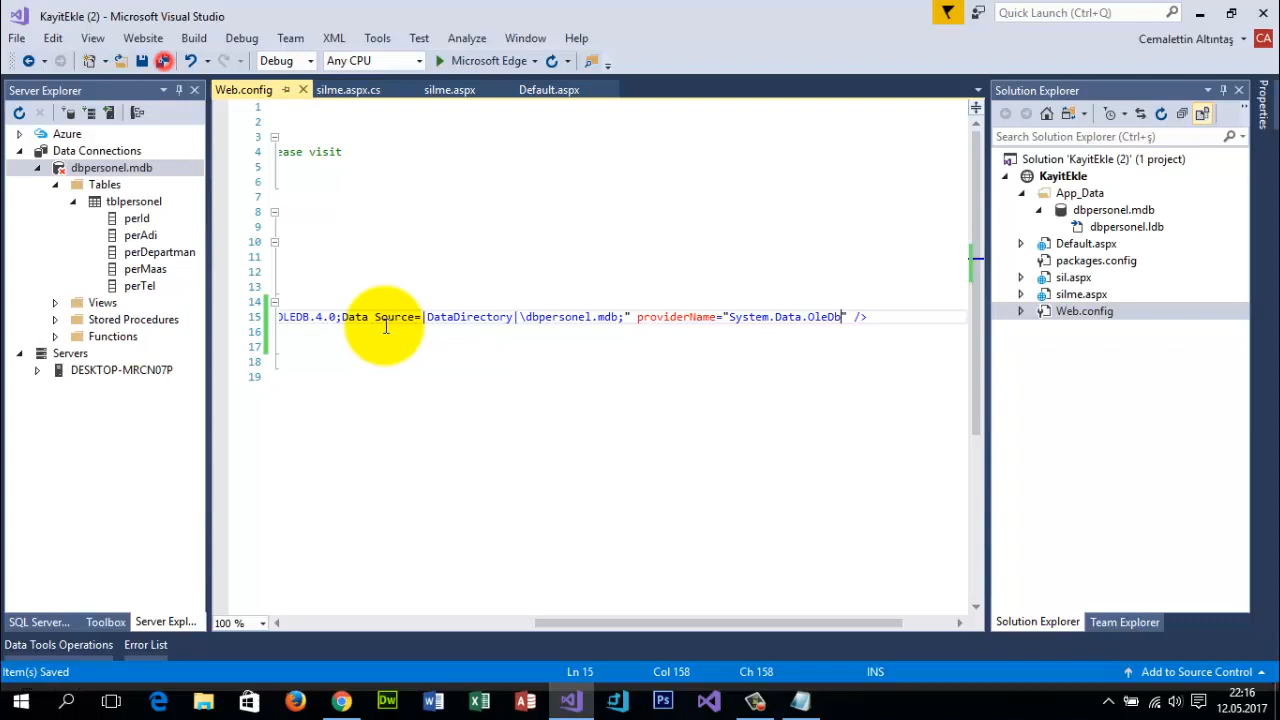 KayitEkle (2) - Microsoft Visual Studio
Quick Launch (Ctrl+Q)
File Edit View Website Build Debug Team XML Tools Test Analyze Window Help
Cemalettin Altıntaş CA
Debug Any CPU Microsoft Edge
Server Explorer
Web.config silme.aspx.cs silme.aspx Default.aspx
Solution Explorer
Properties
Azure
Data Connections
dbpersonel.mdb
Tables
tblpersonel
perId
perAdi
perDepartman
perMaas
perTel
Views
Stored Procedures
Functions
Servers
DESKTOP-MRCN07P
1
2
3
4 ease visit
5
6
7
8
9
10
11
12
13
14
15 OLEDB.4.0;Data Source=|DataDirectory|\dbpersonel.mdb;" providerName="System.Data.OleDb" />
16
17
18
19
Search Solution Explorer (Ctrl+ş)
Solution 'KayitEkle (2)' (1 project)
KayitEkle
App_Data
dbpersonel.mdb
dbpersonel.ldb
Default.aspx
packages.config
sil.aspx
silme.aspx
Web.config
SQL Server... Toolbox Server Expl...
100 %
Solution Explorer Team Explorer
Data Tools Operations Error List
Item(s) Saved Ln 15 Col 158 Ch 158 INS Add to Source Control
22:16
12.05.2017